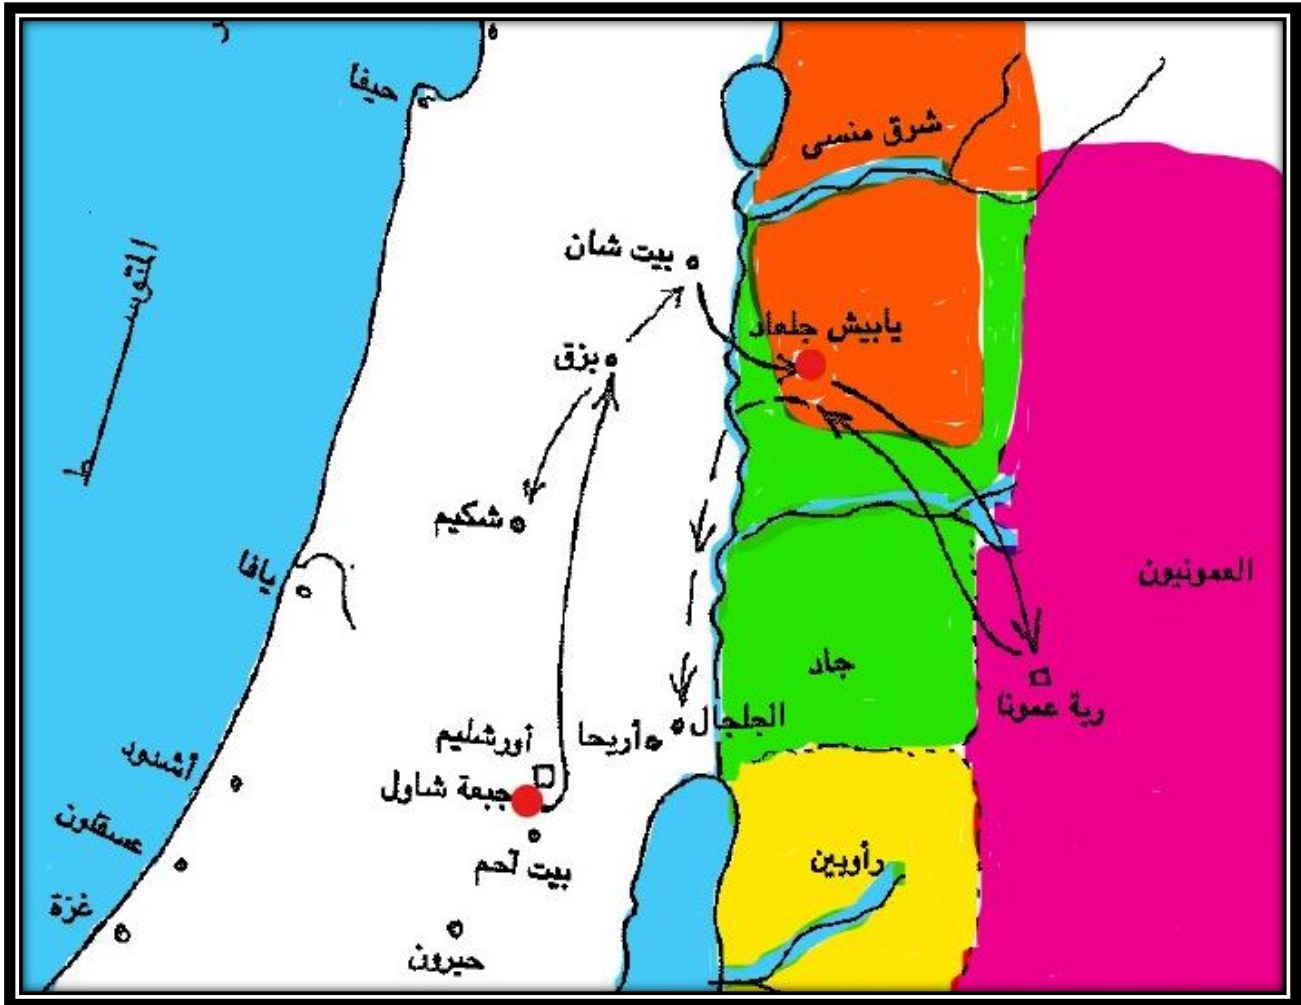 حيفا
شرق منسى
بيت شان
المتوسط
يابيش جلعاد
بزق
شكيم
يافا
العمونيون
جاد
ربة عمونا
الجلجال
أريحا
أورشليم
جبعة شاول
أشدود
عسقلون
بيت لحم
رأوبين
غزة
حبرون